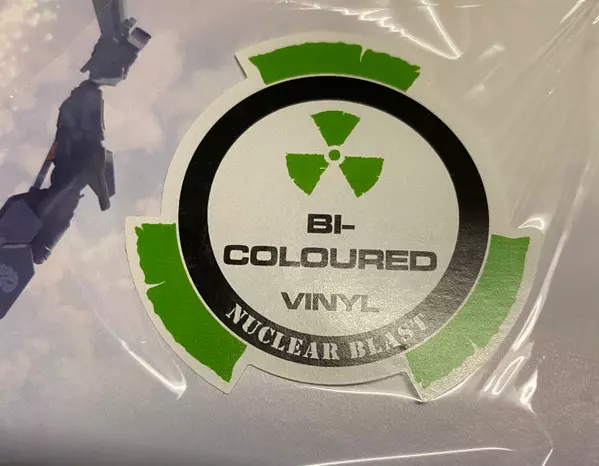 BI-
COLOURED
VINYL
NUCLEAR BLAST